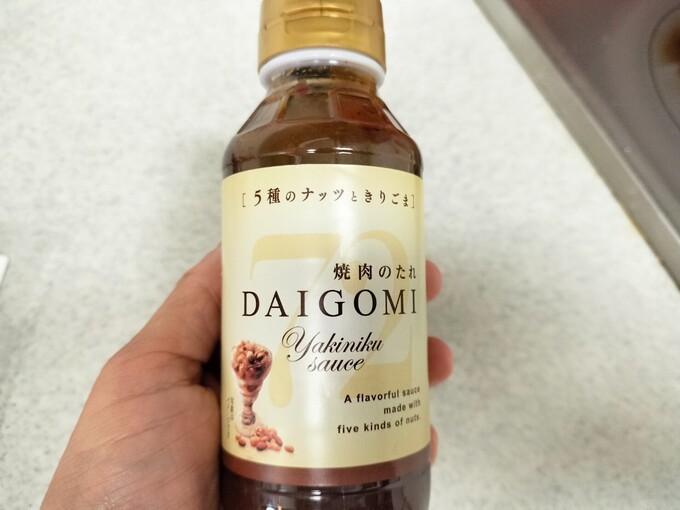 [ 5種のナッツときりごま ]
72
焼肉のたれ
DAIGOMI
Yakiniku
sauce
A flavorful sauce
made with
five kinds of nuts.